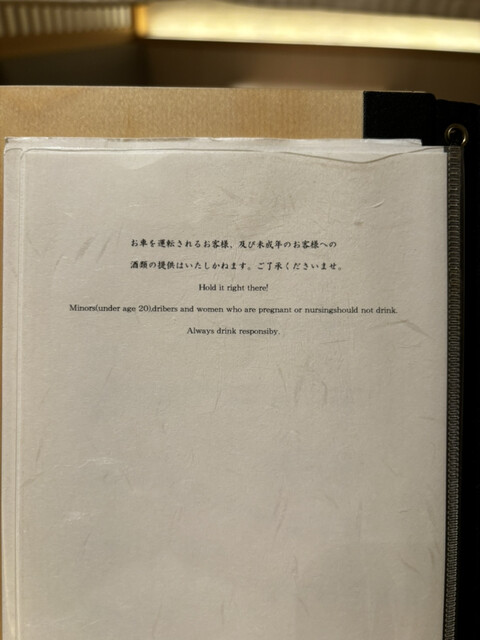 お車を運転されるお客様、及び未成年のお客様への
酒類の提供はいたしかねます。ご了承くださいませ。
Hold it right there!
Minors(under age 20),dribers and women who are pregnant or nursingshould not drink.
Always drink responsiby.